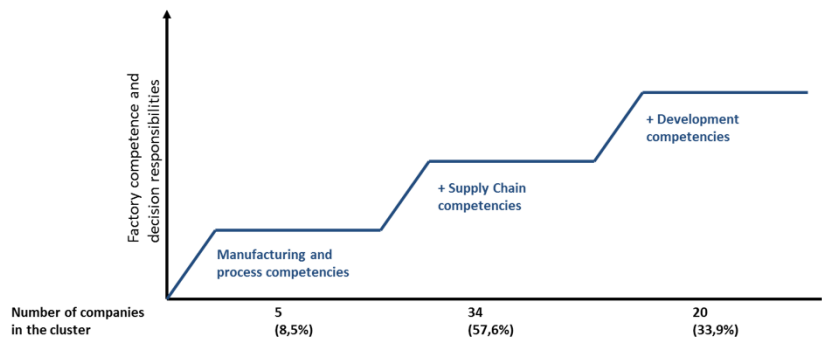 Factory competence and
decision responsibilities
+ Development
competencies
+ Supply Chain
competencies
Manufacturing and
process competencies
Number of companies
in the cluster
5
(8,5%)
34
(57,6%)
20
(33,9%)